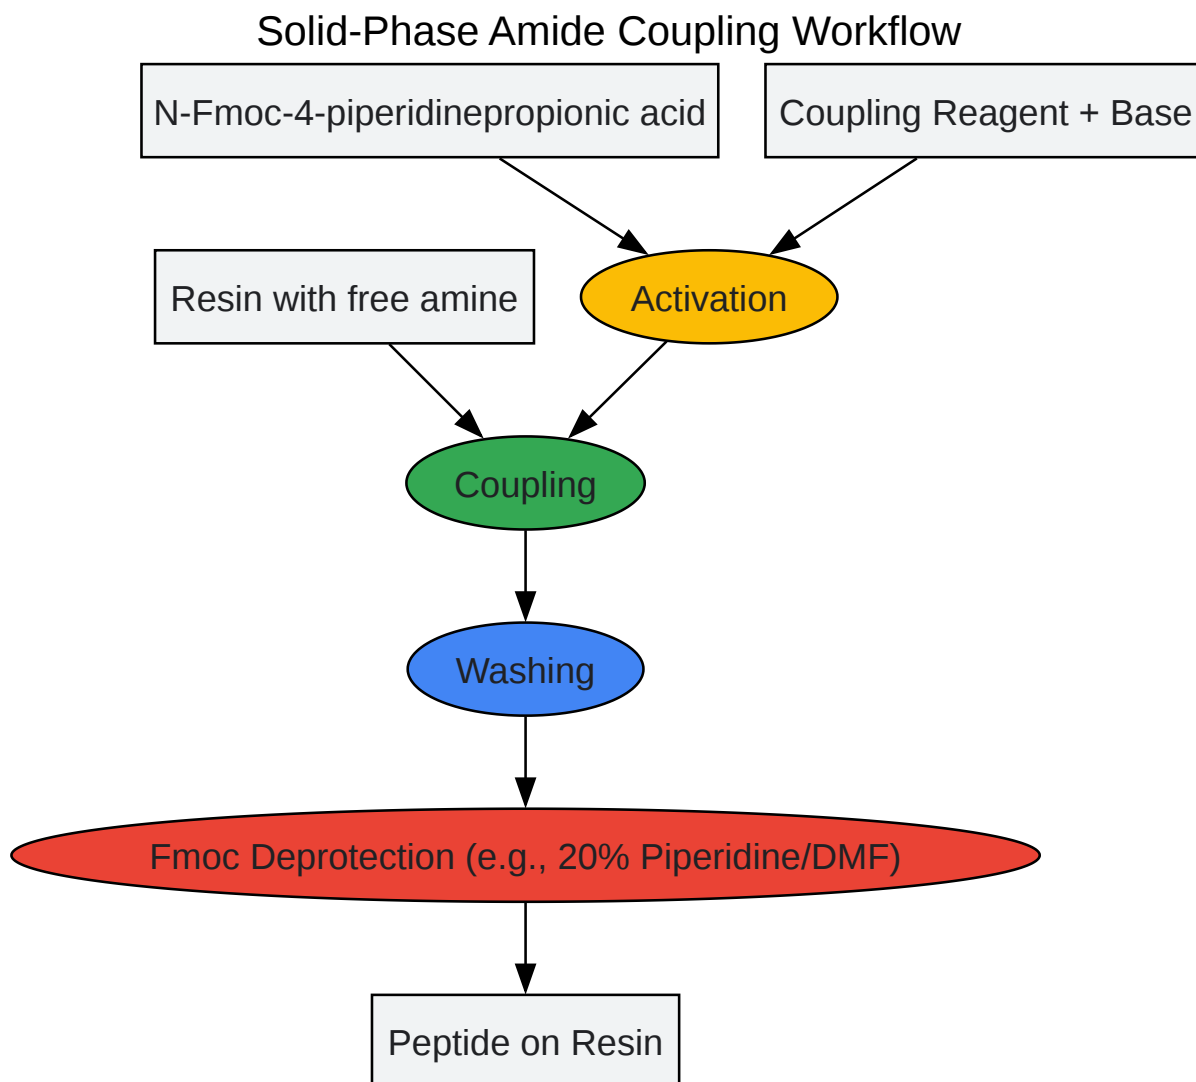 Solid-Phase Amide Coupling Workflow
N-Fmoc-4-piperidinepropionic acid
Coupling Reagent + Base
Resin with free amine
Activation
Coupling
Washing
Fmoc Deprotection (e.g., 20% Piperidine/DMF)
Peptide on Resin